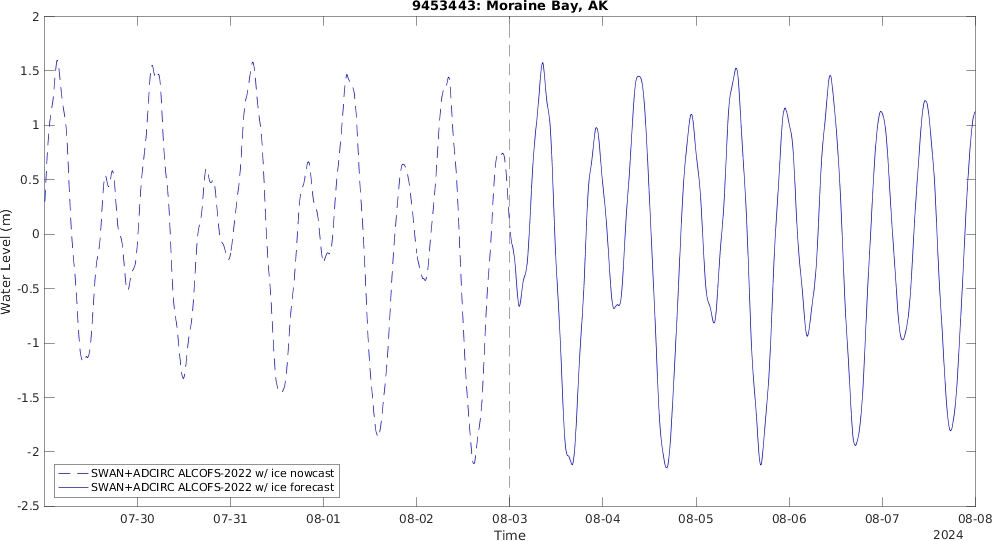 9453443: Moraine Bay, AK
2
1.5
1
0.5
0
-0.5
-1
-1.5
-2
-2.5
Water Level (m)
SWAN+ADCIRC ALCOFS-2022 w/ ice nowcast
SWAN+ADCIRC ALCOFS-2022 w/ ice forecast
07-30 07-31 08-01 08-02 08-03 08-04 08-05 08-06 08-07 08-08
Time
2024